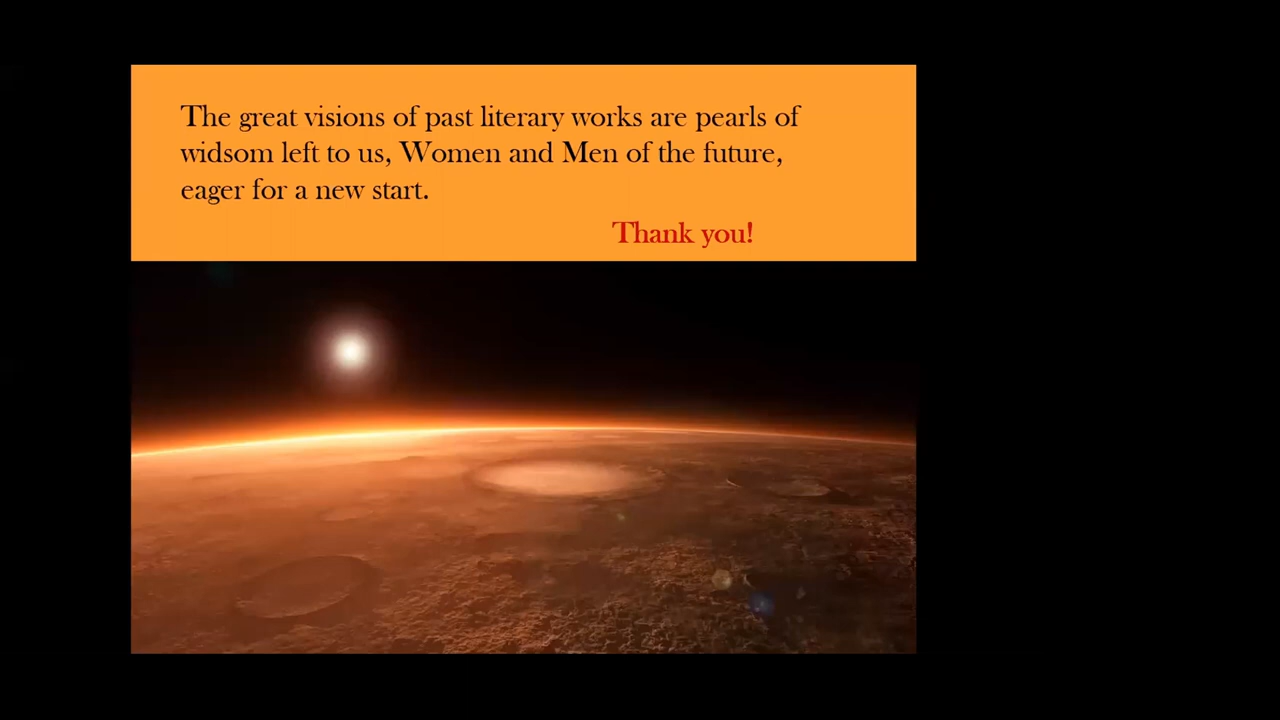 The great visions of past literary works are pearls of
widsom left to us, Women and Men of the future,
eager for a new start.
Thank you!